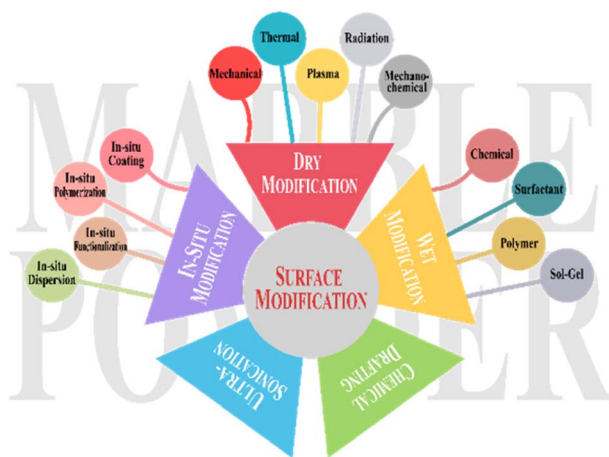 MARBLE
POWDER
Mechanical
Thermal
Plasma
Radiation
Mechano-
chemical
DRY
MODIFICATION
In-situ
Coating
In-situ
Polymerization
In-situ
Functionalization
In-situ
Dispersion
IN-SITU
MODIFICATION
SURFACE
MODIFICATION
WET
MODIFICATION
Chemical
Surfactant
Polymer
Sol-Gel
ULTRA-
SONICATION
CHEMICAL
DRAFTING